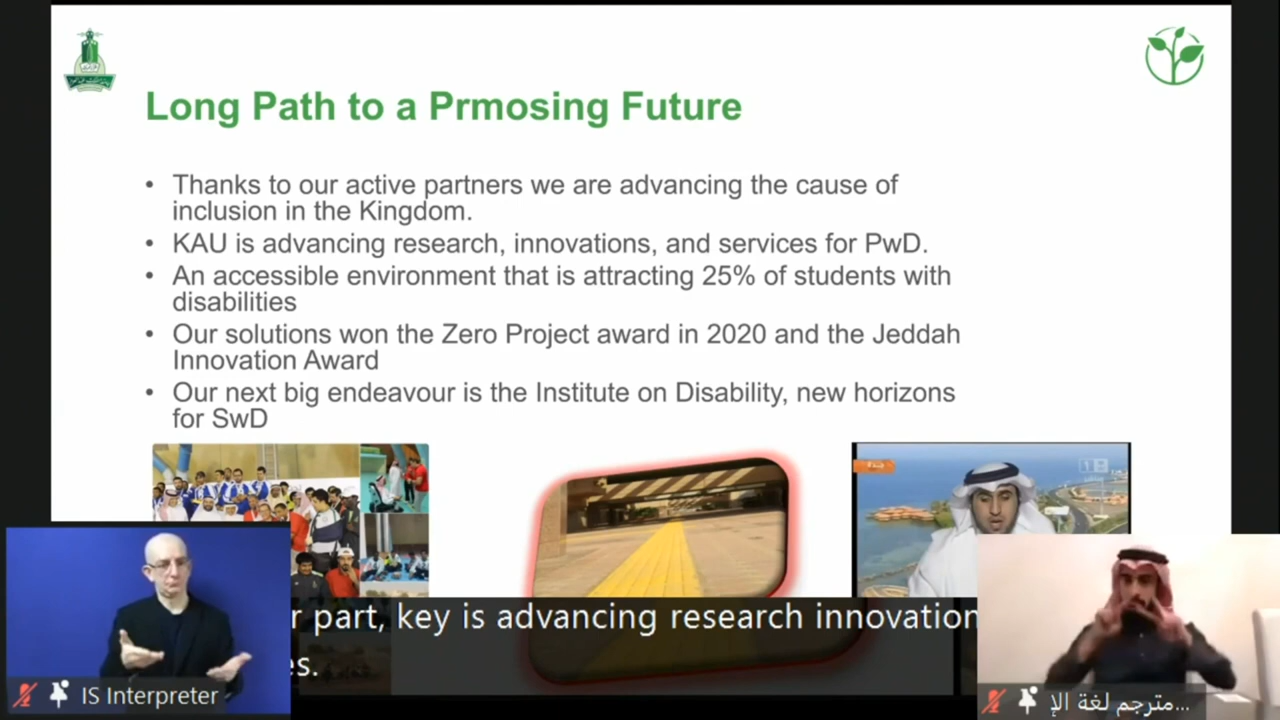 Long Path to a Prmosing Future
• Thanks to our active partners we are advancing the cause of
inclusion in the Kingdom.
• KAU is advancing research, innovations, and services for PwD.
• An accessible environment that is attracting 25% of students with
disabilities
• Our solutions won the Zero Project award in 2020 and the Jeddah
Innovation Award
• Our next big endeavour is the Institute on Disability, new horizons
for SwD
جدة
r part, key is advancing research innovation
es.
IS Interpreter
مترجم لغة الإ...